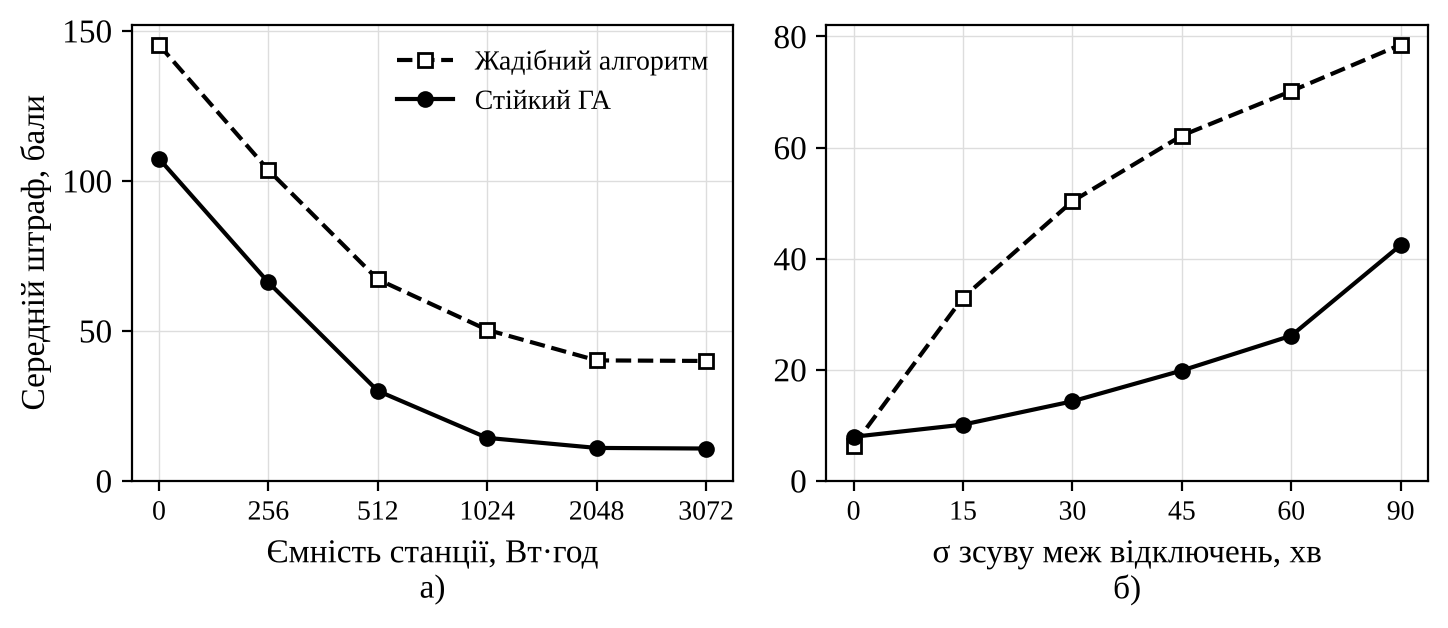 Середній штраф, бали
150
100
50
0
Жадібний алгоритм
Стійкий ГА
0 256 512 1024 2048 3072
Ємність станції, Вт·год
а)
80
60
40
20
0
0 15 30 45 60 90
σ зсуву меж відключень, хв
б)